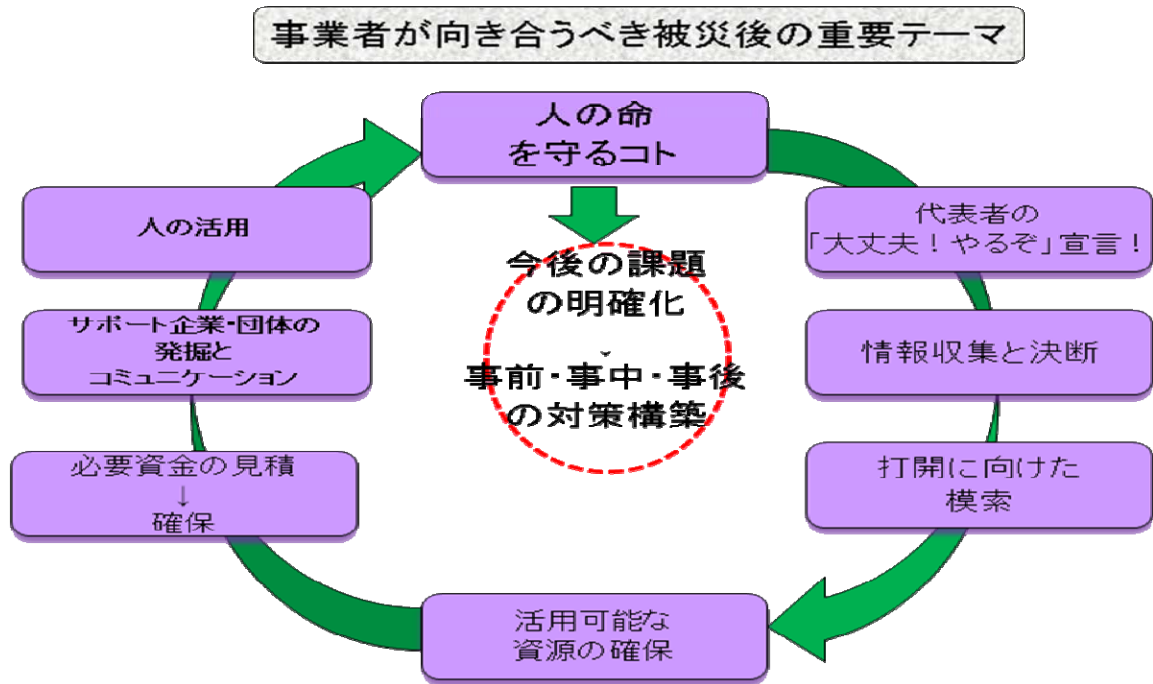 事業者が向き合うべき被災後の重要テーマ
人の命
を守るコト
代表者の
「大丈夫！やるぞ」宣言！
情報収集と決断
打開に向けた
模索
活用可能な
資源の確保
必要資金の見積
↓
確保
サポート企業・団体の
発掘と
コミュニケーション
人の活用
今後の課題
の明確化
事前・事中・事後
の対策構築